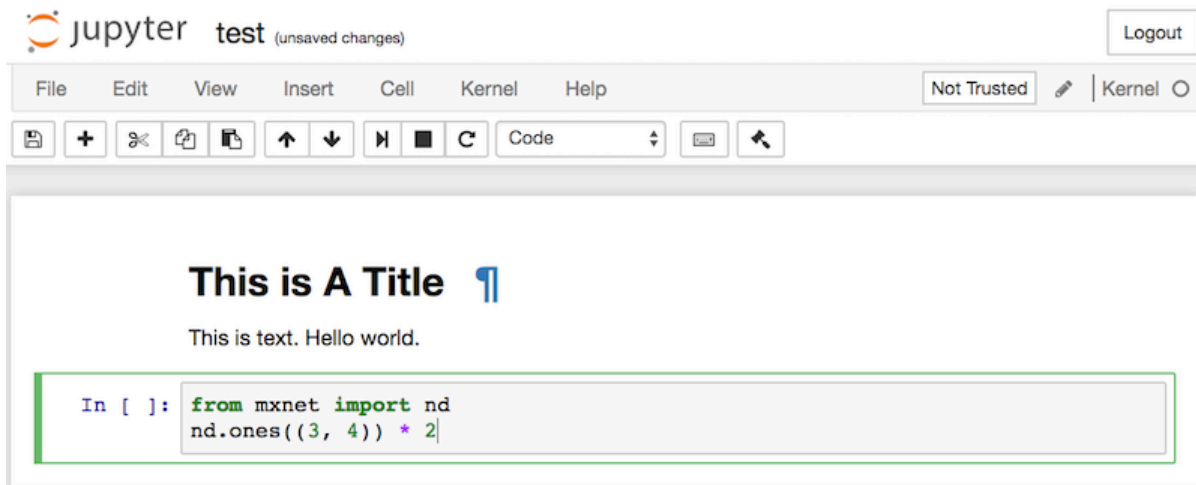 jupyter test (unsaved changes) Logout
File Edit View Insert Cell Kernel Help Not Trusted Kernel
Code
This is A Title ¶
This is text. Hello world.
In [ ]: from mxnet import nd
nd.ones((3, 4)) * 2